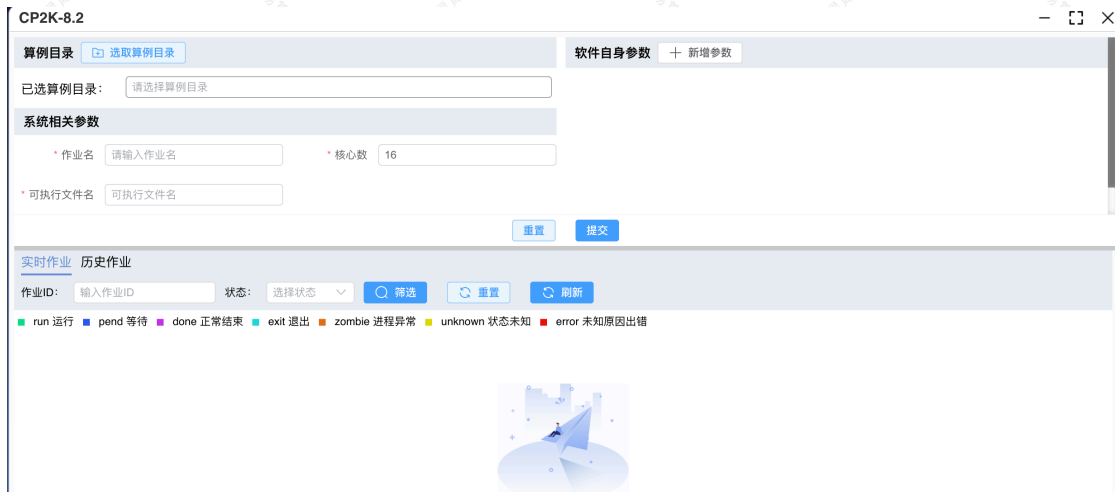 CP2K-8.2
算例目录 选取算例目录 软件自身参数 新增参数
已选算例目录： 请选择算例目录
系统相关参数
* 作业名 请输入作业名 * 核心数 16
* 可执行文件名 可执行文件名
重置 提交
实时作业 历史作业
作业ID: 输入作业ID 状态: 选择状态 筛选 重置 刷新
run 运行 pend 等待 done 正常结束 exit 退出 zombie 进程异常 unknown 状态未知 error 未知原因出错